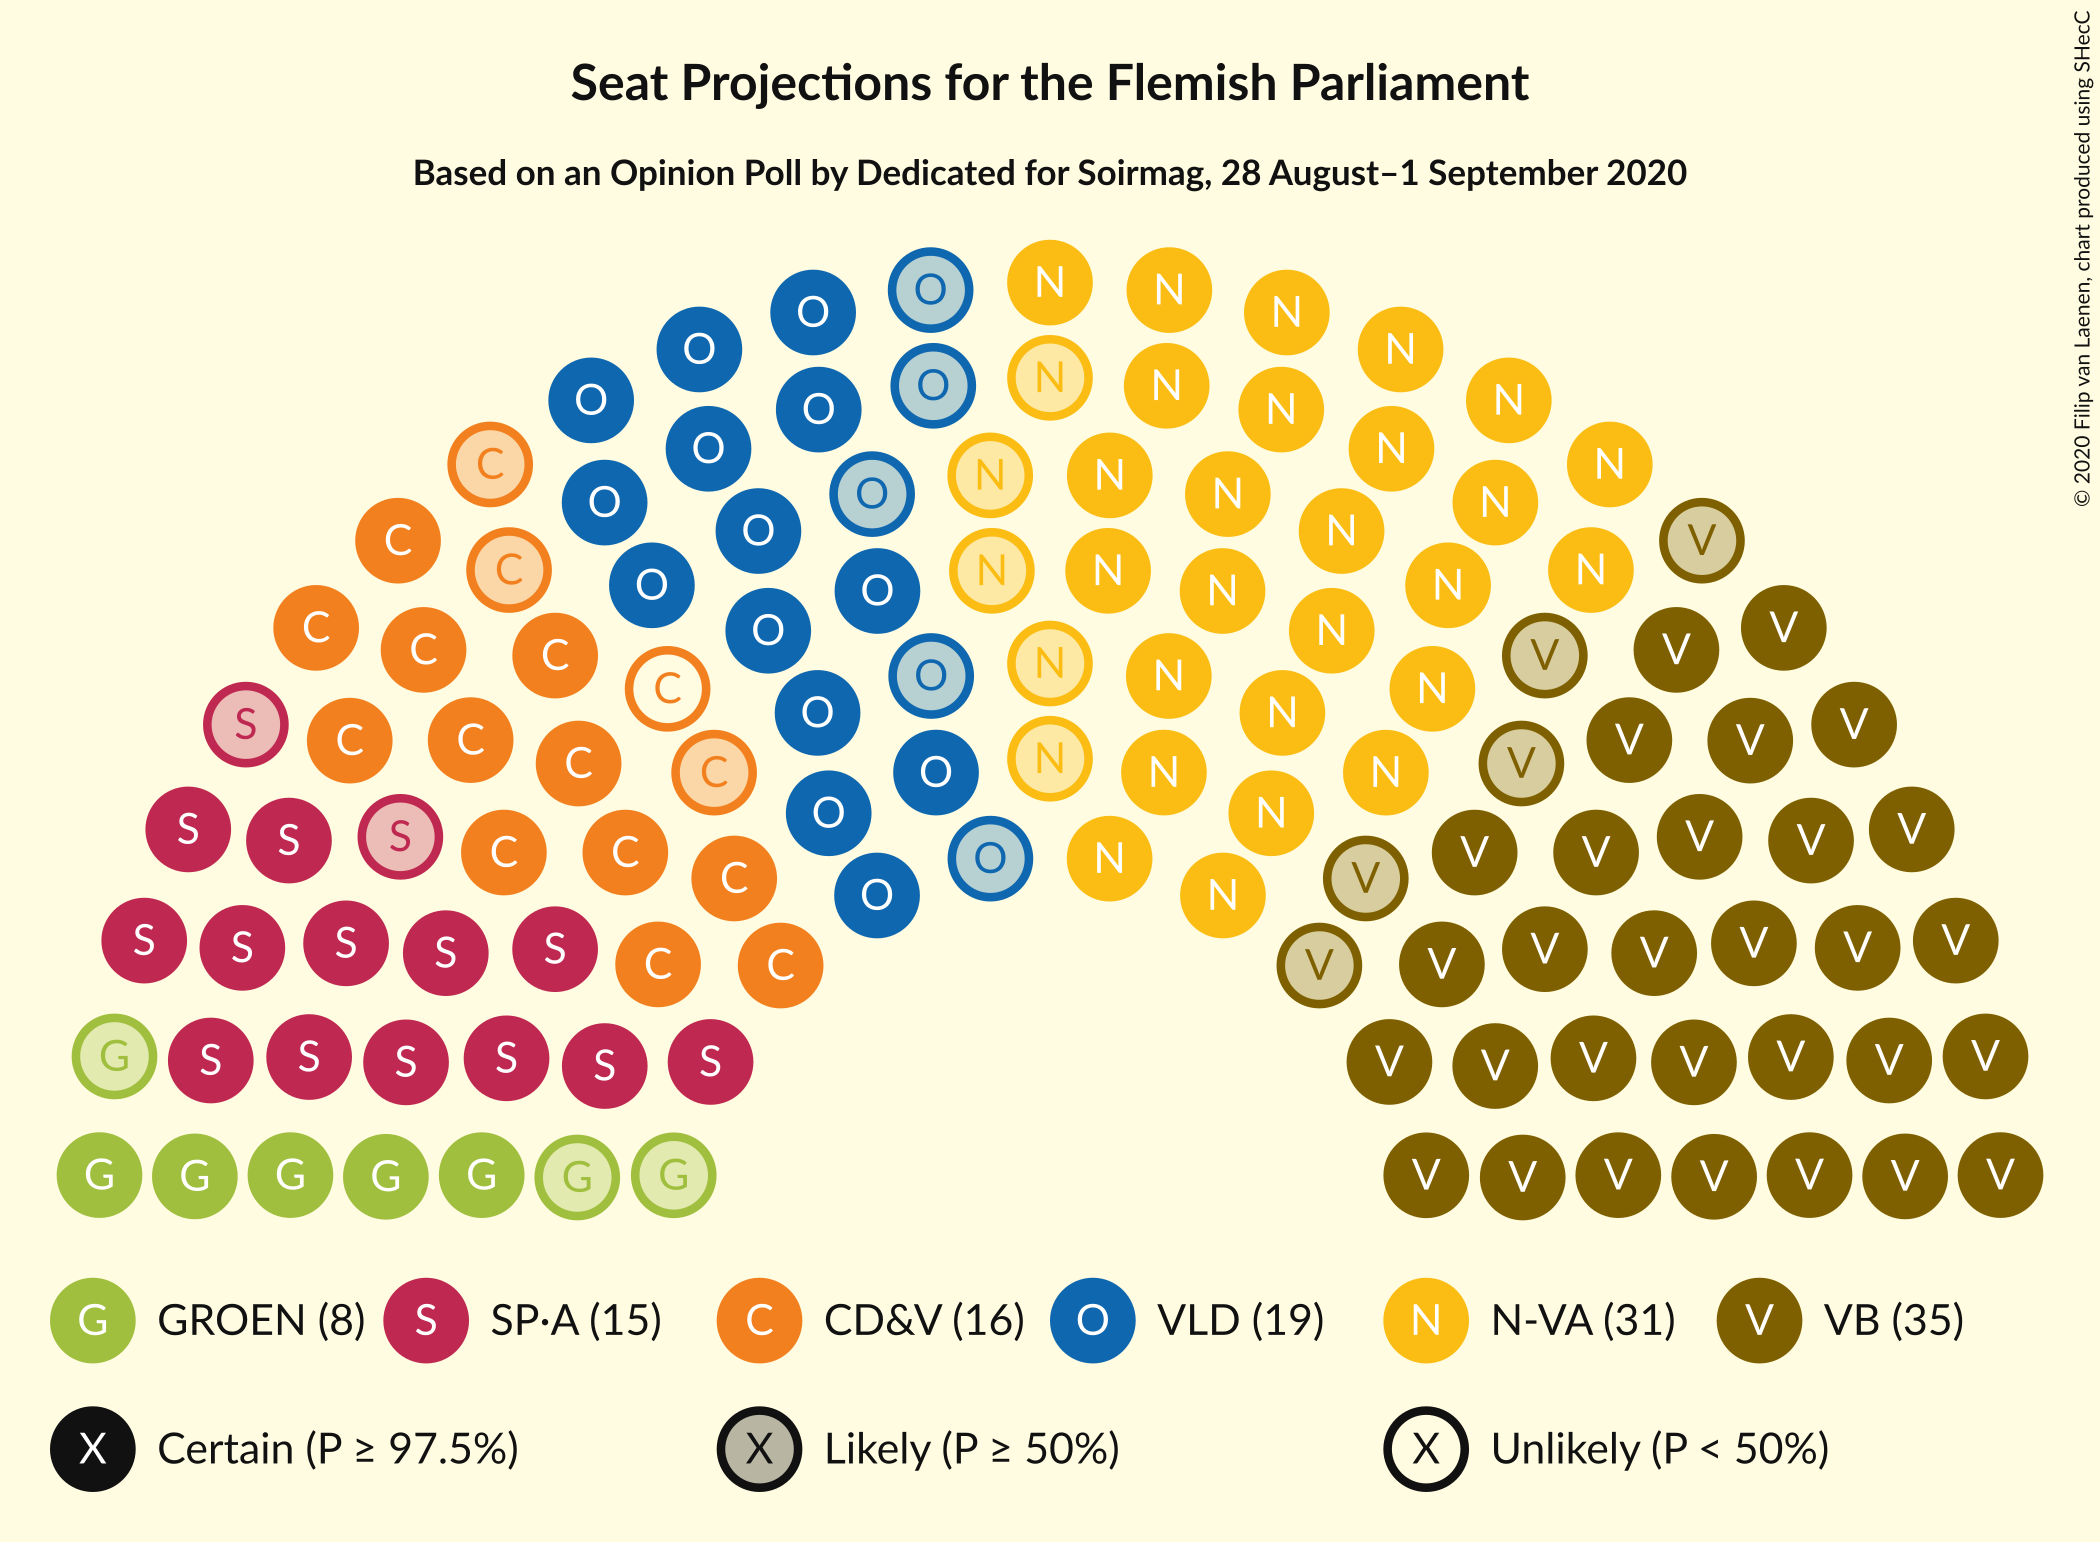 Seat Projections for the Flemish Parliament
Based on an Opinion Poll by Dedicated for Soirmag, 28 August–1 September 2020
© 2020 Filip van Laenen, chart produced using SHecC
O N N N
O O N N
O O N N N
O O N N N
C O N N N N
O O N N
C C O O N N N V
O N N N
C C C O O N N V V V
C O N N V
S C C C O N N N V V V V
C O O N N N V
S S S C C C O O N N V V V V V V
O N
S S S S S C C V V V V V V V V
G S S S S S S V V V V V V V
G G G G G G G V V V V V V V
G GROEN (8) S SP·A (15) C CD&V (16) O VLD (19) N N-VA (31) V VB (35)
X Certain (P ≥ 97.5%) X Likely (P ≥ 50%) X Unlikely (P < 50%)